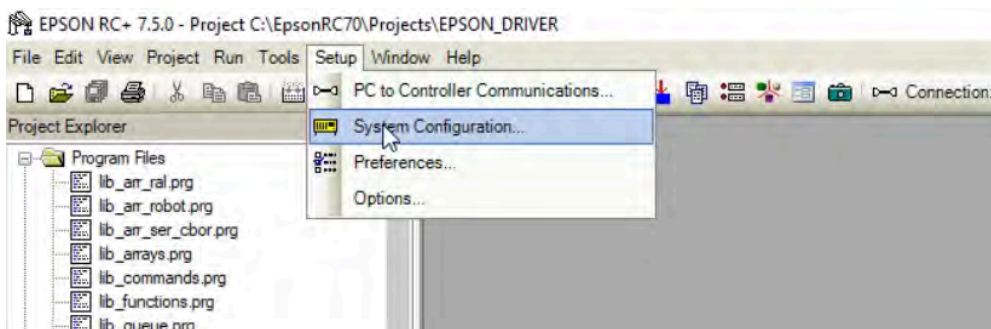 EPSON RC+ 7.5.0 - Project C:\EpsonRC70\Projects\EPSON_DRIVER
File Edit View Project Run Tools Setup Window Help
Connection:
PC to Controller Communications...
Project Explorer
System Configuration...
Program Files
Preferences...
lib_arr_ral.prg
Options...
lib_arr_robot.prg
lib_arr_ser_cbor.prg
lib_arrays.prg
lib_commands.prg
lib_functions.prg
lib_queue.prg